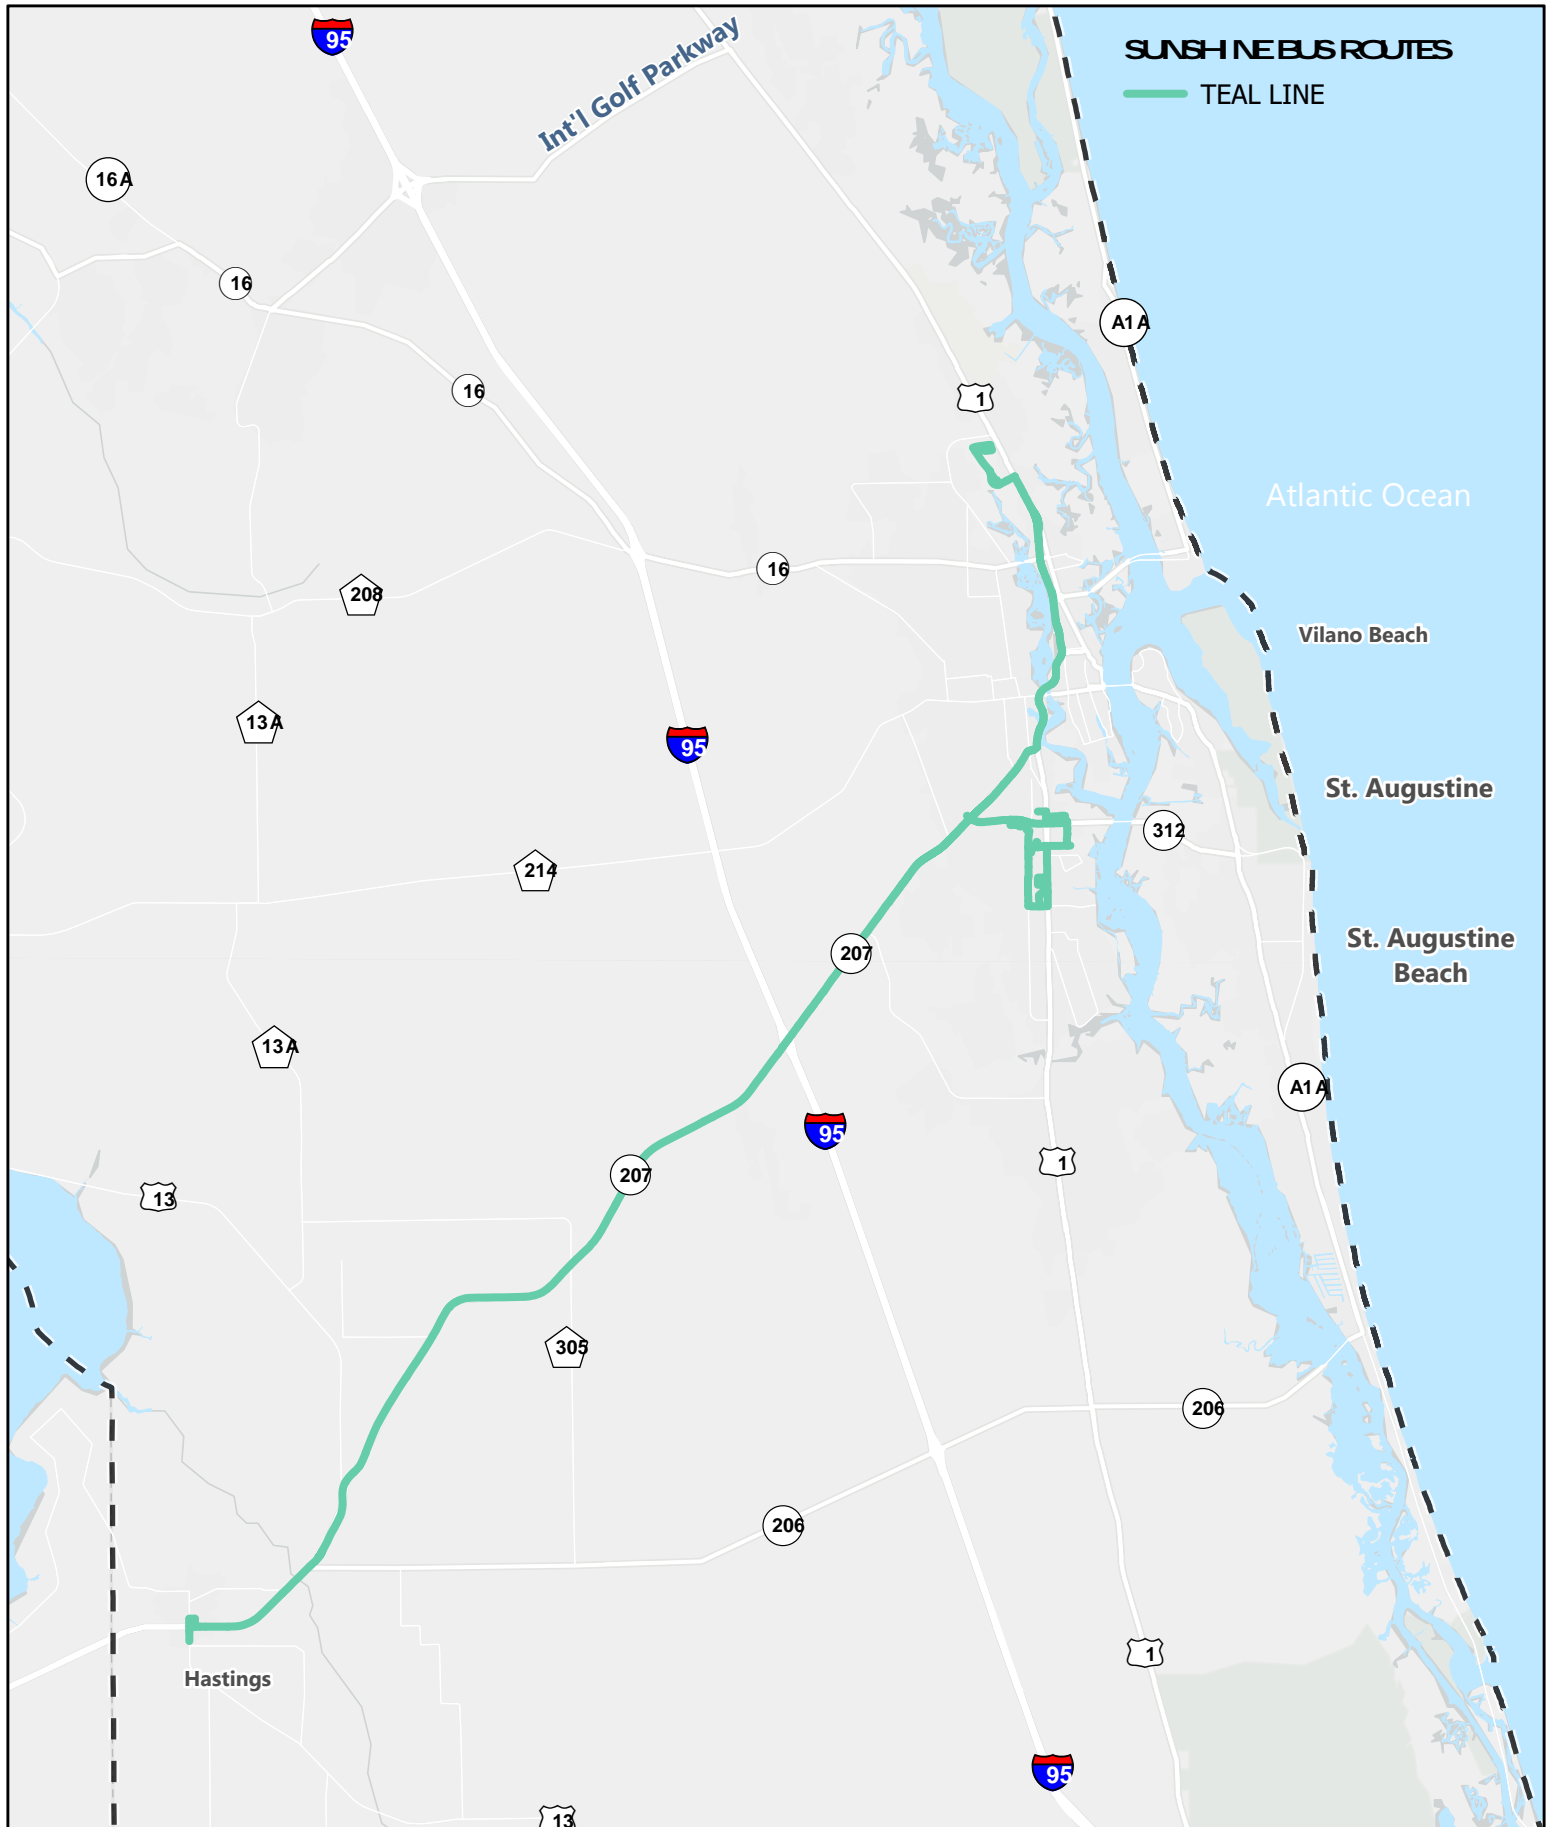 95
SUNSHINE BUS ROUTES
TEAL LINE
Int'l Golf Parkway
16A
16
A1A
16
1
Atlantic Ocean
16
208
Vilano Beach
13A
95
St. Augustine
312
214
St. Augustine
Beach
207
13A
A1A
95
1
207
13
305
206
206
1
Hastings
95
13